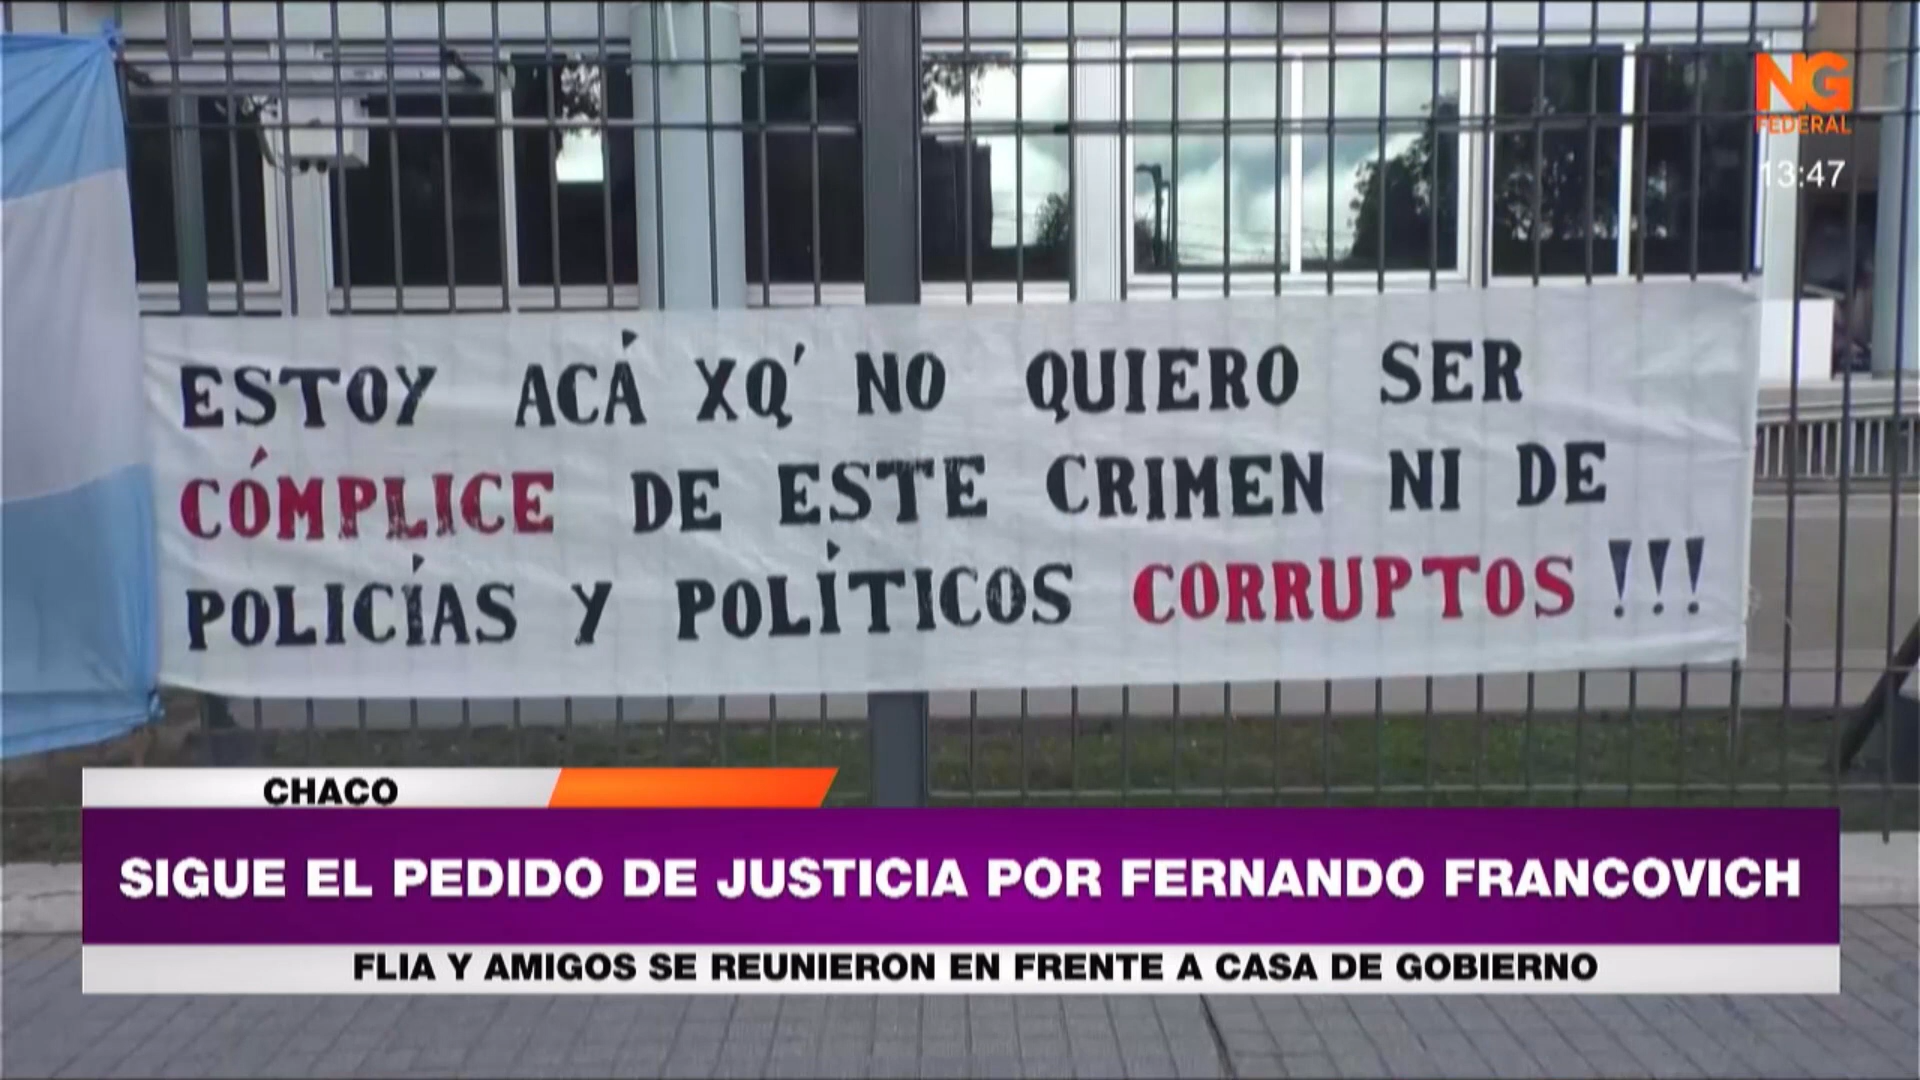 NG
FEDERAL
13:47
ESTOY ACÁ XQ' NO QUIERO SER
CÓMPLICE DE ESTE CRIMEN NI DE
POLICÍAS Y POLÍTICOS CORRUPTOS!!!
CHACO
SIGUE EL PEDIDO DE JUSTICIA POR FERNANDO FRANCOVICH
FLIA Y AMIGOS SE REUNIERON EN FRENTE A CASA DE GOBIERNO